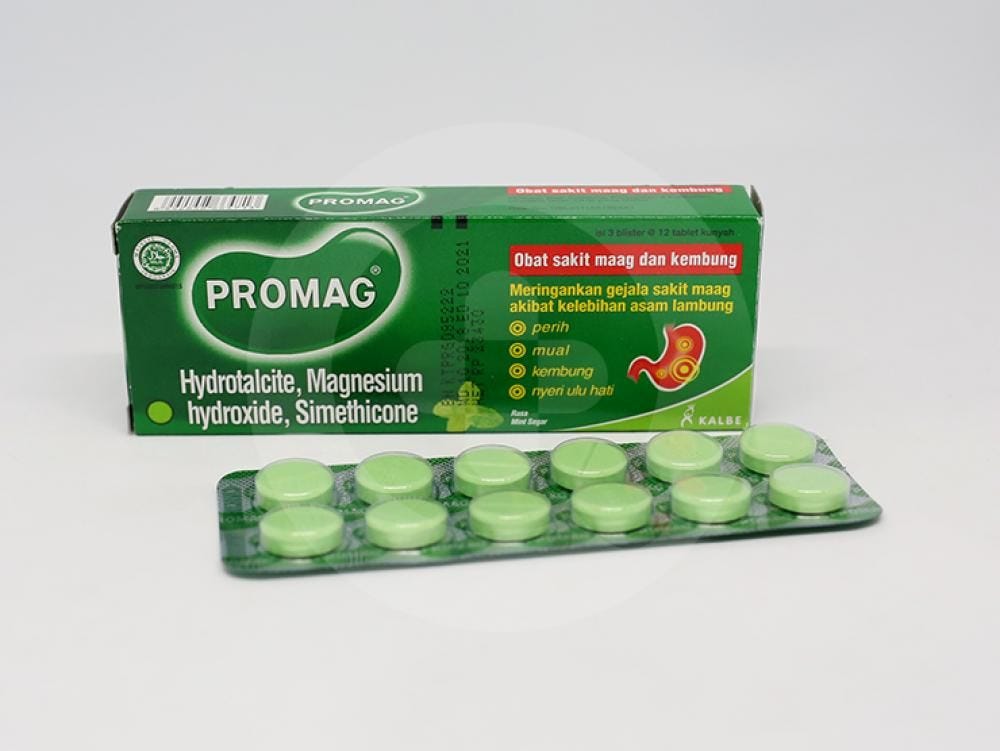 PROMAG
Obat sakit maag dan kembung
isi 3 blister @ 12 tablet kunyah
PROMAG®
Obat sakit maag dan kembung
Meringankan gejala sakit maag
akibat kelebihan asam lambung
perih
mual
kembung
nyeri ulu hati
Hydrotalcite, Magnesium
hydroxide, Simethicone
Rasa
Mint Segar
KALBE